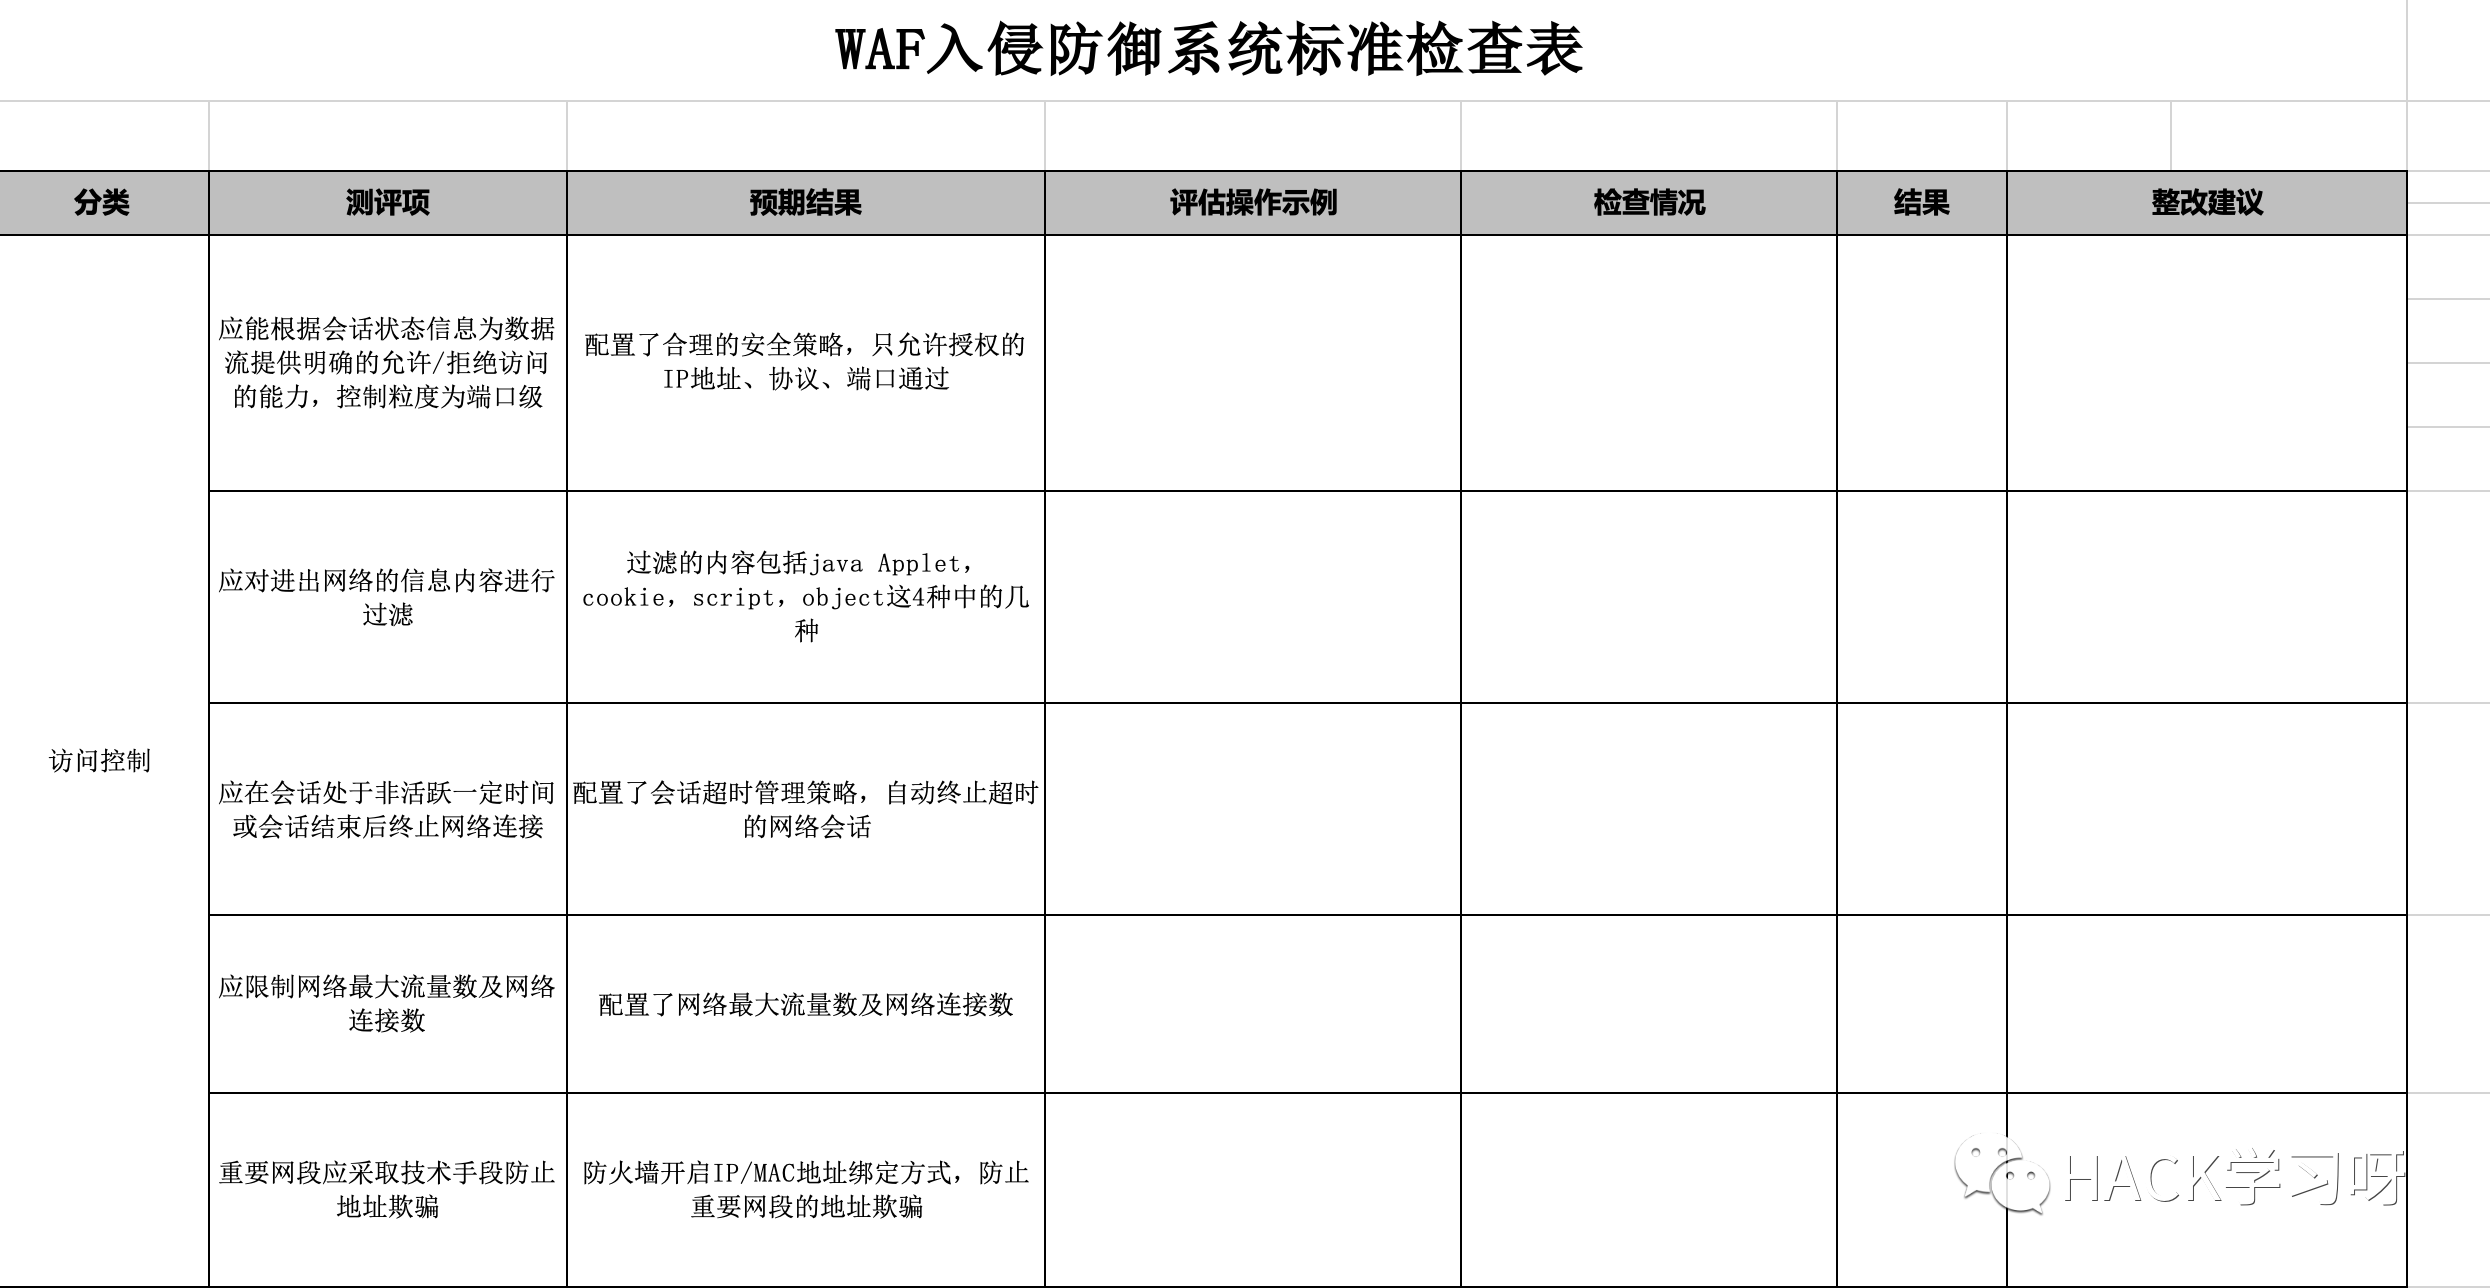 WAF入侵防御系统标准检查表
分类 测评项 预期结果 评估操作示例 检查情况 结果 整改建议
访问控制
应能根据会话状态信息为数据
流提供明确的允许/拒绝访问
的能力，控制粒度为端口级
配置了合理的安全策略，只允许授权的
IP地址、协议、端口通过
应对进出网络的信息内容进行
过滤
过滤的内容包括java Applet，
cookie，script，object这4种中的几
种
应在会话处于非活跃一定时间
或会话结束后终止网络连接
配置了会话超时管理策略，自动终止超时
的网络会话
应限制网络最大流量数及网络
连接数
配置了网络最大流量数及网络连接数
重要网段应采取技术手段防止
地址欺骗
防火墙开启IP/MAC地址绑定方式，防止
重要网段的地址欺骗
HACK学习呀